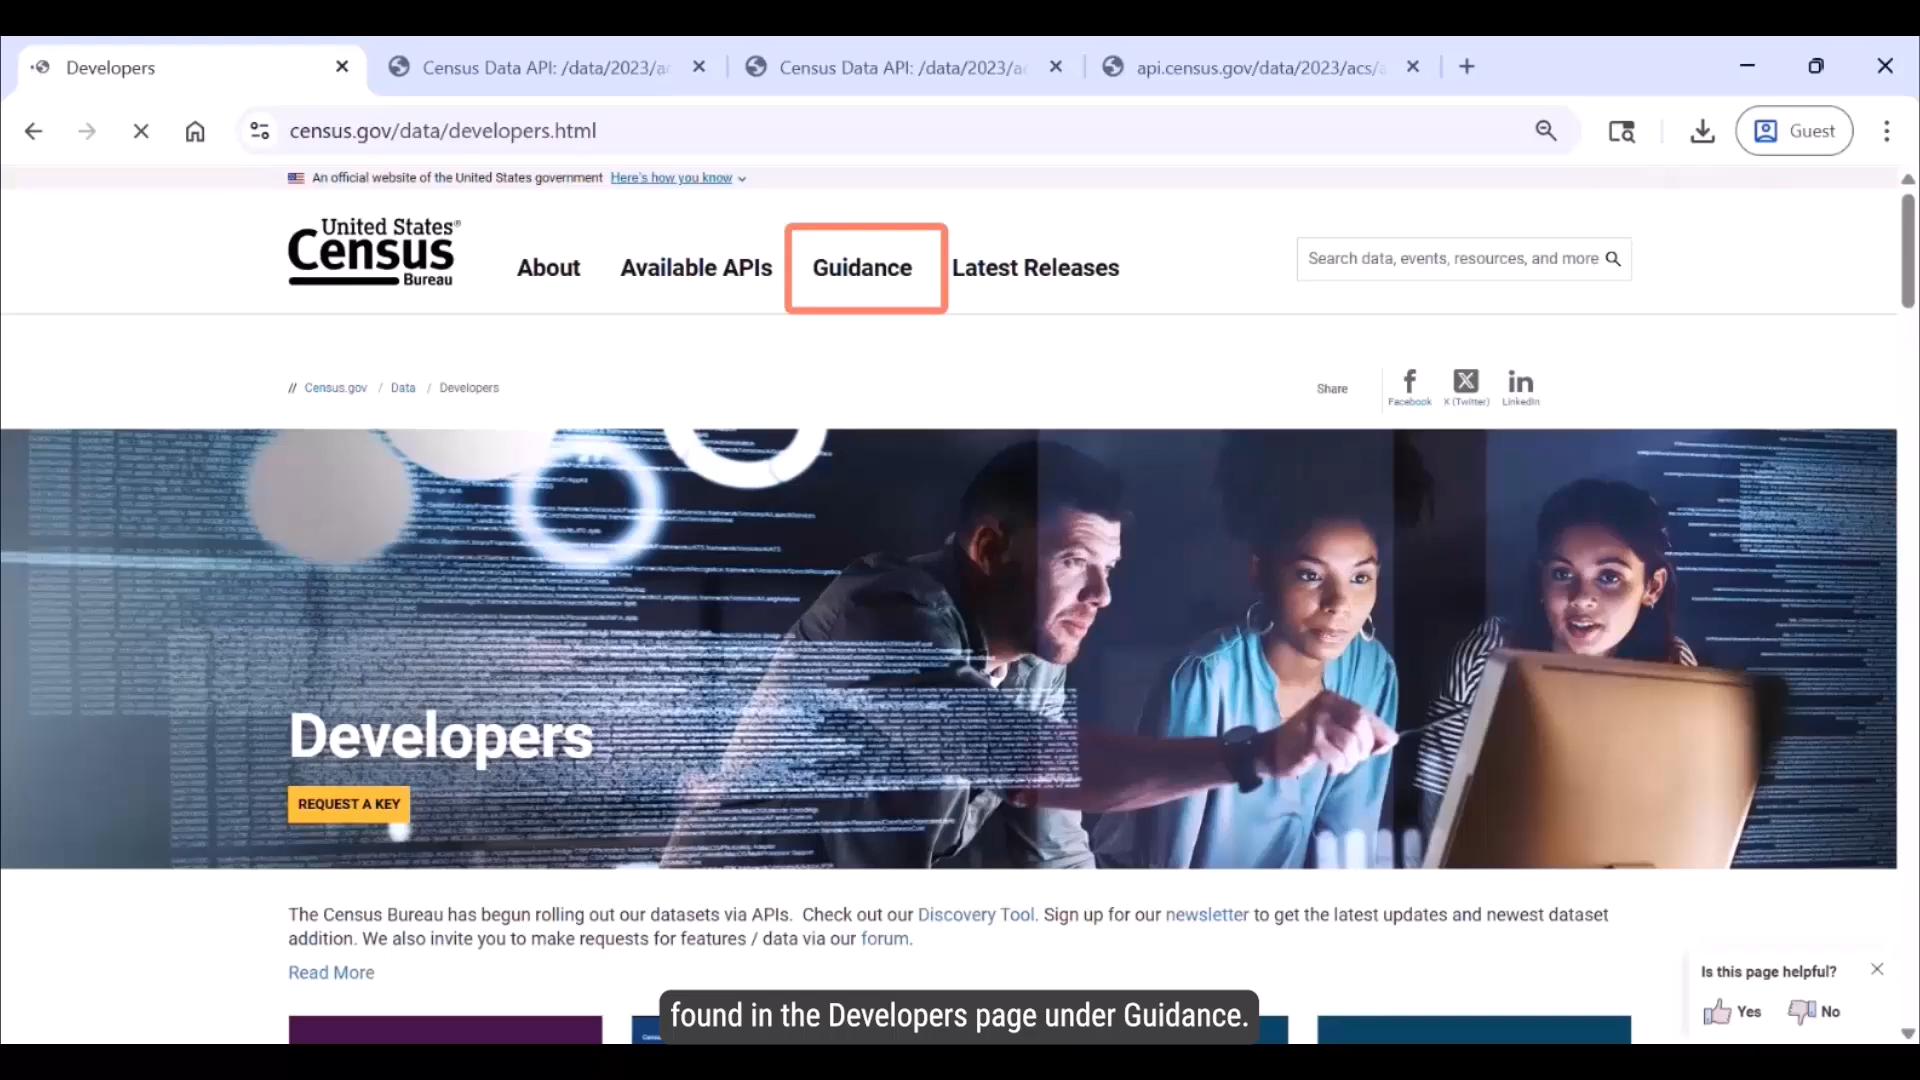 Developers
Census Data API: /data/2023/ac
Census Data API: /data/2023/ac
api.census.gov/data/2023/acs/a
census.gov/data/developers.html
Guest
An official website of the United States government Here's how you know
United States®
Census
Bureau
About
Available APIs
Guidance
Latest Releases
Search data, events, resources, and more
// Census.gov / Data / Developers
Share
Facebook
X (Twitter)
LinkedIn
Developers
REQUEST A KEY
The Census Bureau has begun rolling out our datasets via APIs. Check out our Discovery Tool. Sign up for our newsletter to get the latest updates and newest dataset
addition. We also invite you to make requests for features / data via our forum.
Read More
Is this page helpful?
Yes
No
found in the Developers page under Guidance.